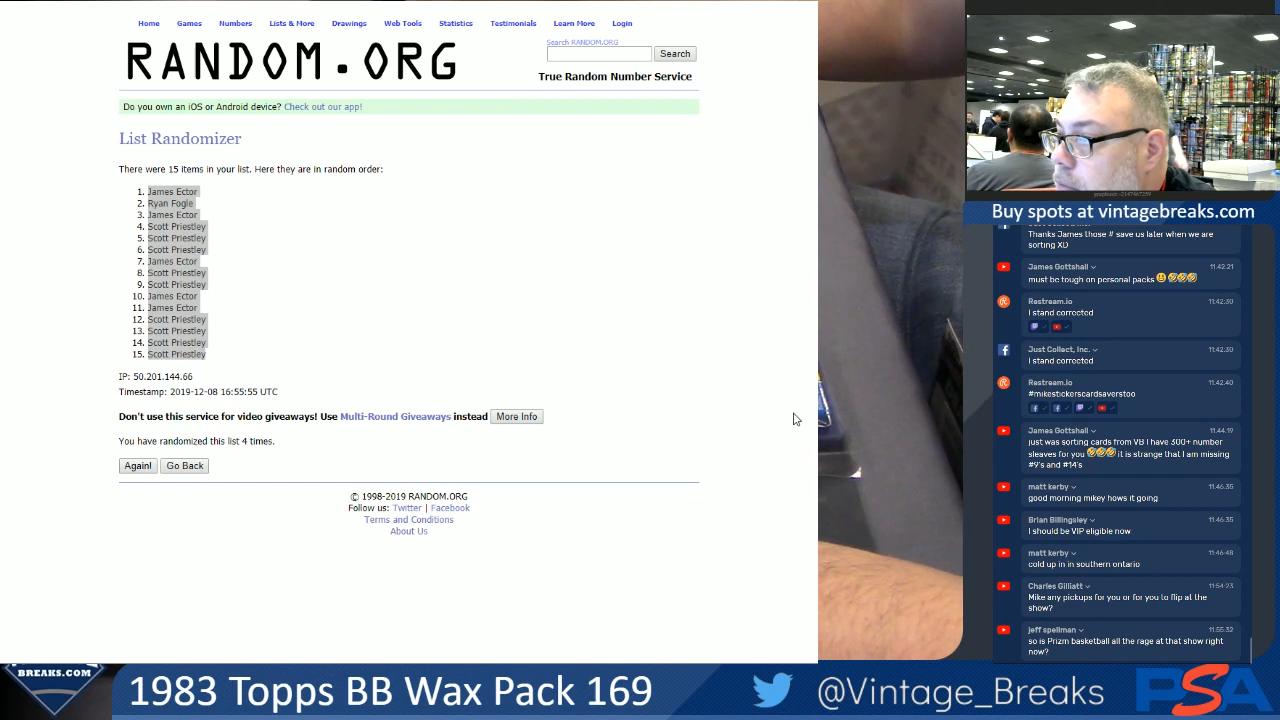 Home Games Numbers Lists & More Drawings Web Tools Statistics Testimonials Learn More Login
RANDOM.ORG
Search RANDOM.ORG
Search
True Random Number Service
Do you own an iOS or Android device? Check out our app!
List Randomizer
There were 15 items in your list. Here they are in random order:
1. James Ector
2. Ryan Fogle
3. James Ector
4. Scott Priestley
5. Scott Priestley
6. Scott Priestley
7. James Ector
8. Scott Priestley
9. Scott Priestley
10. James Ector
11. James Ector
12. Scott Priestley
13. Scott Priestley
14. Scott Priestley
15. Scott Priestley
IP: 50.201.144.66
Timestamp: 2019-12-08 16:55:55 UTC
Don't use this service for video giveaways! Use Multi-Round Giveaways instead More Info
You have randomized this list 4 times.
Again! Go Back
© 1998-2019 RANDOM.ORG
Follow us: Twitter | Facebook
Terms and Conditions
About Us
Buy spots at vintagebreaks.com
Thanks James those # save us later when we are
sorting XD
James Gottshall 11:42:21
must be tough on personal packs 😃🤣🤣🤣
Restream.io 11:42:30
I stand corrected
Just Collect, Inc. 11:42:30
I stand corrected
Restream.io 11:42:40
#mikestickerscardsaverstoo
James Gottshall 11:44:19
just was sorting cards from VB I have 300+ number
sleaves for you 🤣🤣🤣 it is strange that I am missing
#9's and #14's
matt kerby 11:46:35
good morning mikey hows it going
Brian Billingsley 11:46:35
I should be VIP eligible now
matt kerby 11:46:48
cold up in in southern ontario
Charles Gilliatt 11:54:23
Mike any pickups for you or for you to flip at the
show?
jeff spellman 11:55:32
so is Prizm basketball all the rage at that show right
now?
BREAKS.COM
1983 Topps BB Wax Pack 169
@Vintage_Breaks
PSA